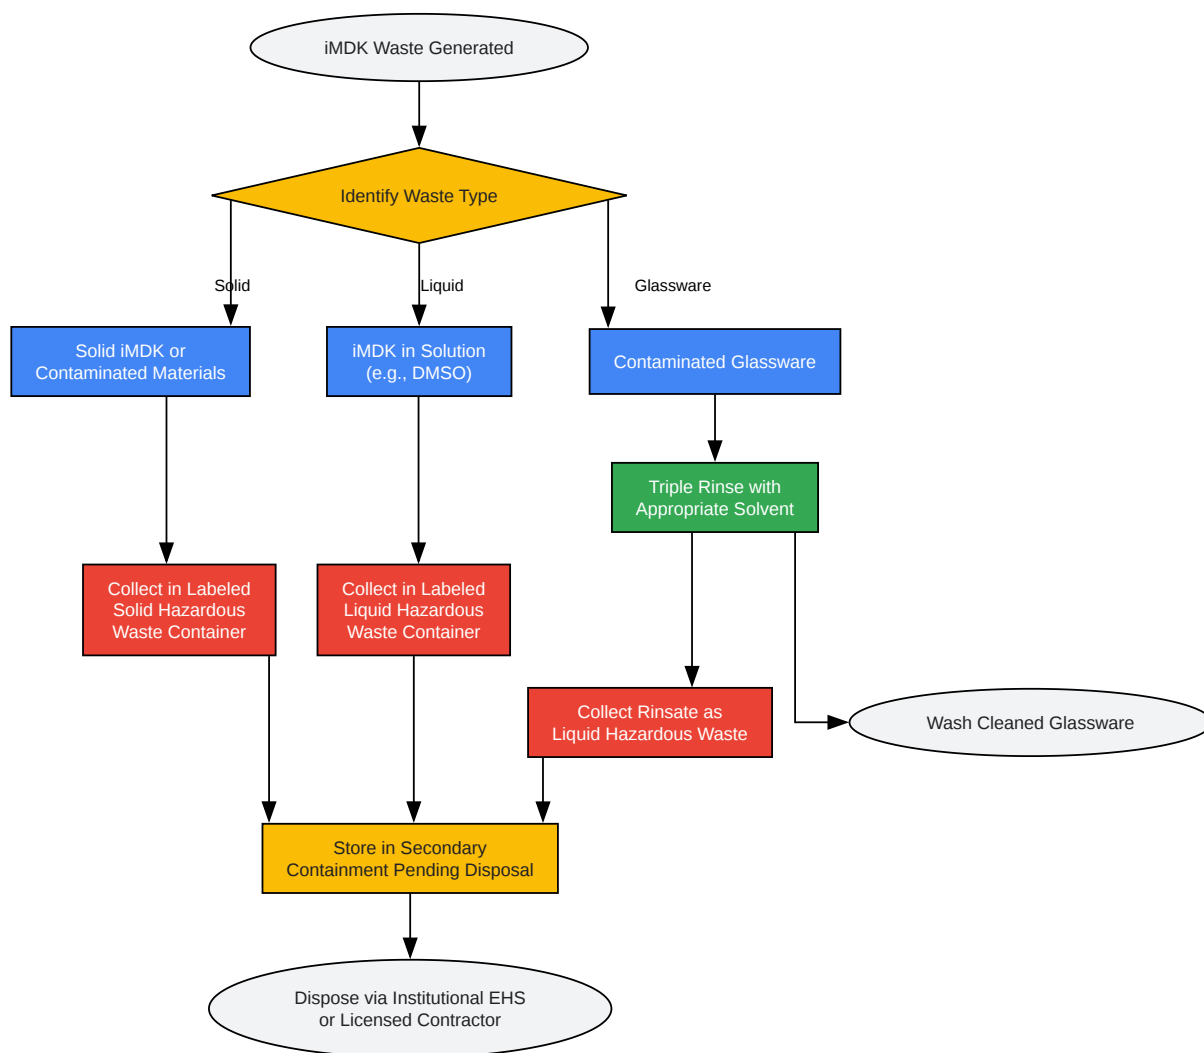 iMDK Waste Generated
Identify Waste Type
Solid
Liquid
Glassware
Solid iMDK or
Contaminated Materials
iMDK in Solution
(e.g., DMSO)
Contaminated Glassware
Triple Rinse with
Appropriate Solvent
Collect in Labeled
Solid Hazardous
Waste Container
Collect in Labeled
Liquid Hazardous
Waste Container
Collect Rinsate as
Liquid Hazardous Waste
Wash Cleaned Glassware
Store in Secondary
Containment Pending Disposal
Dispose via Institutional EHS
or Licensed Contractor